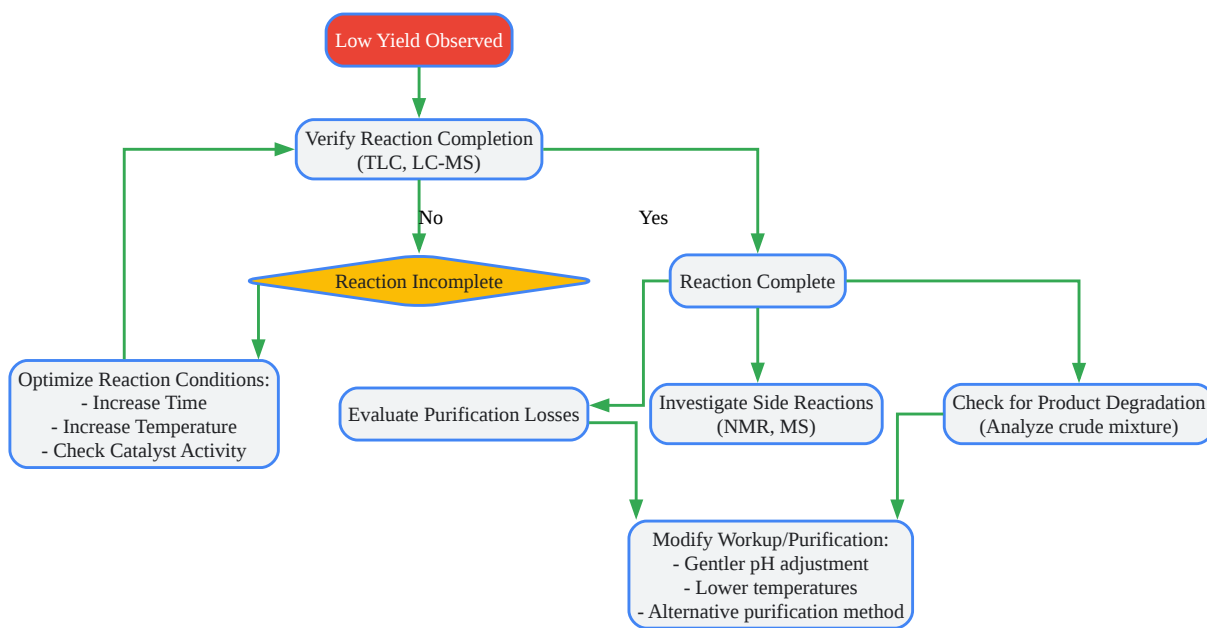 Low Yield Observed
Verify Reaction Completion
(TLC, LC-MS)
No
Yes
Reaction Incomplete
Reaction Complete
Optimize Reaction Conditions:
- Increase Time
- Increase Temperature
- Check Catalyst Activity
Evaluate Purification Losses
Investigate Side Reactions
(NMR, MS)
Check for Product Degradation
(Analyze crude mixture)
Modify Workup/Purification:
- Gentler pH adjustment
- Lower temperatures
- Alternative purification method